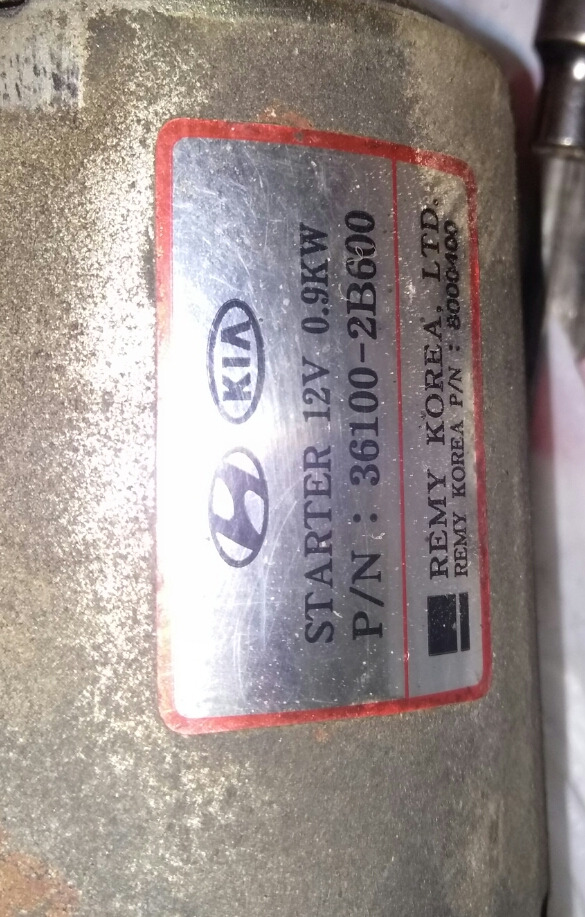 KIA
STARTER 12V 0.9KW
P/N : 36100-2B600
REMY KOREA, LTD.
REMY KOREA P/N : 8000400